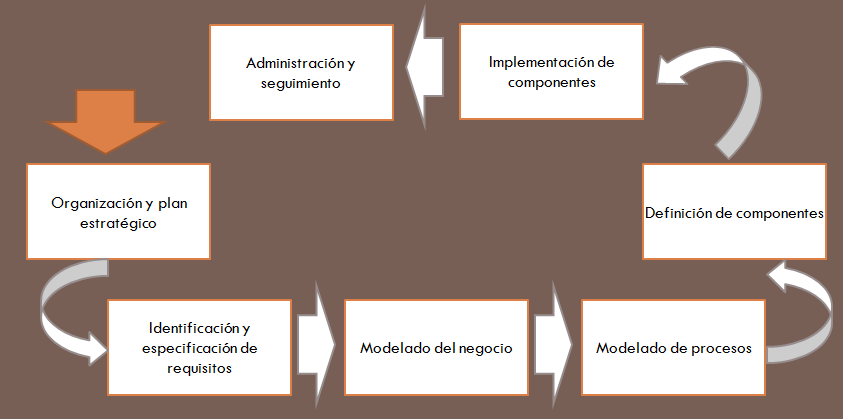 Administración y
seguimiento
Implementación de
componentes
Organización y plan
estratégico
Definición de componentes
Identificación y
especificación de
requisitos
Modelado del negocio
Modelado de procesos